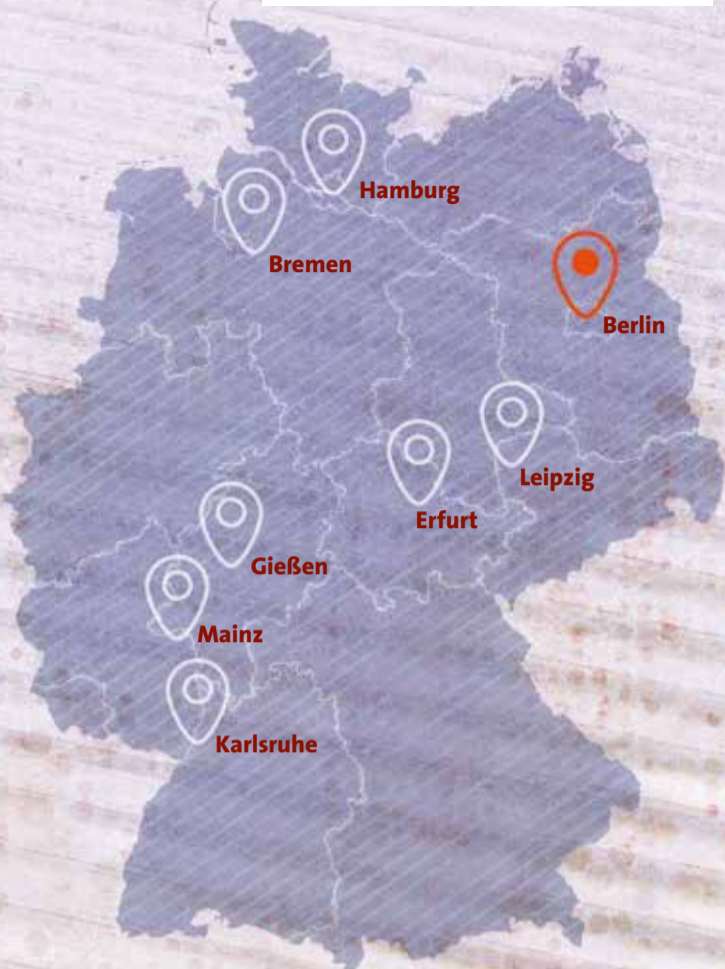 Hamburg
Bremen
Berlin
Leipzig
Erfurt
Gießen
Mainz
Karlsruhe